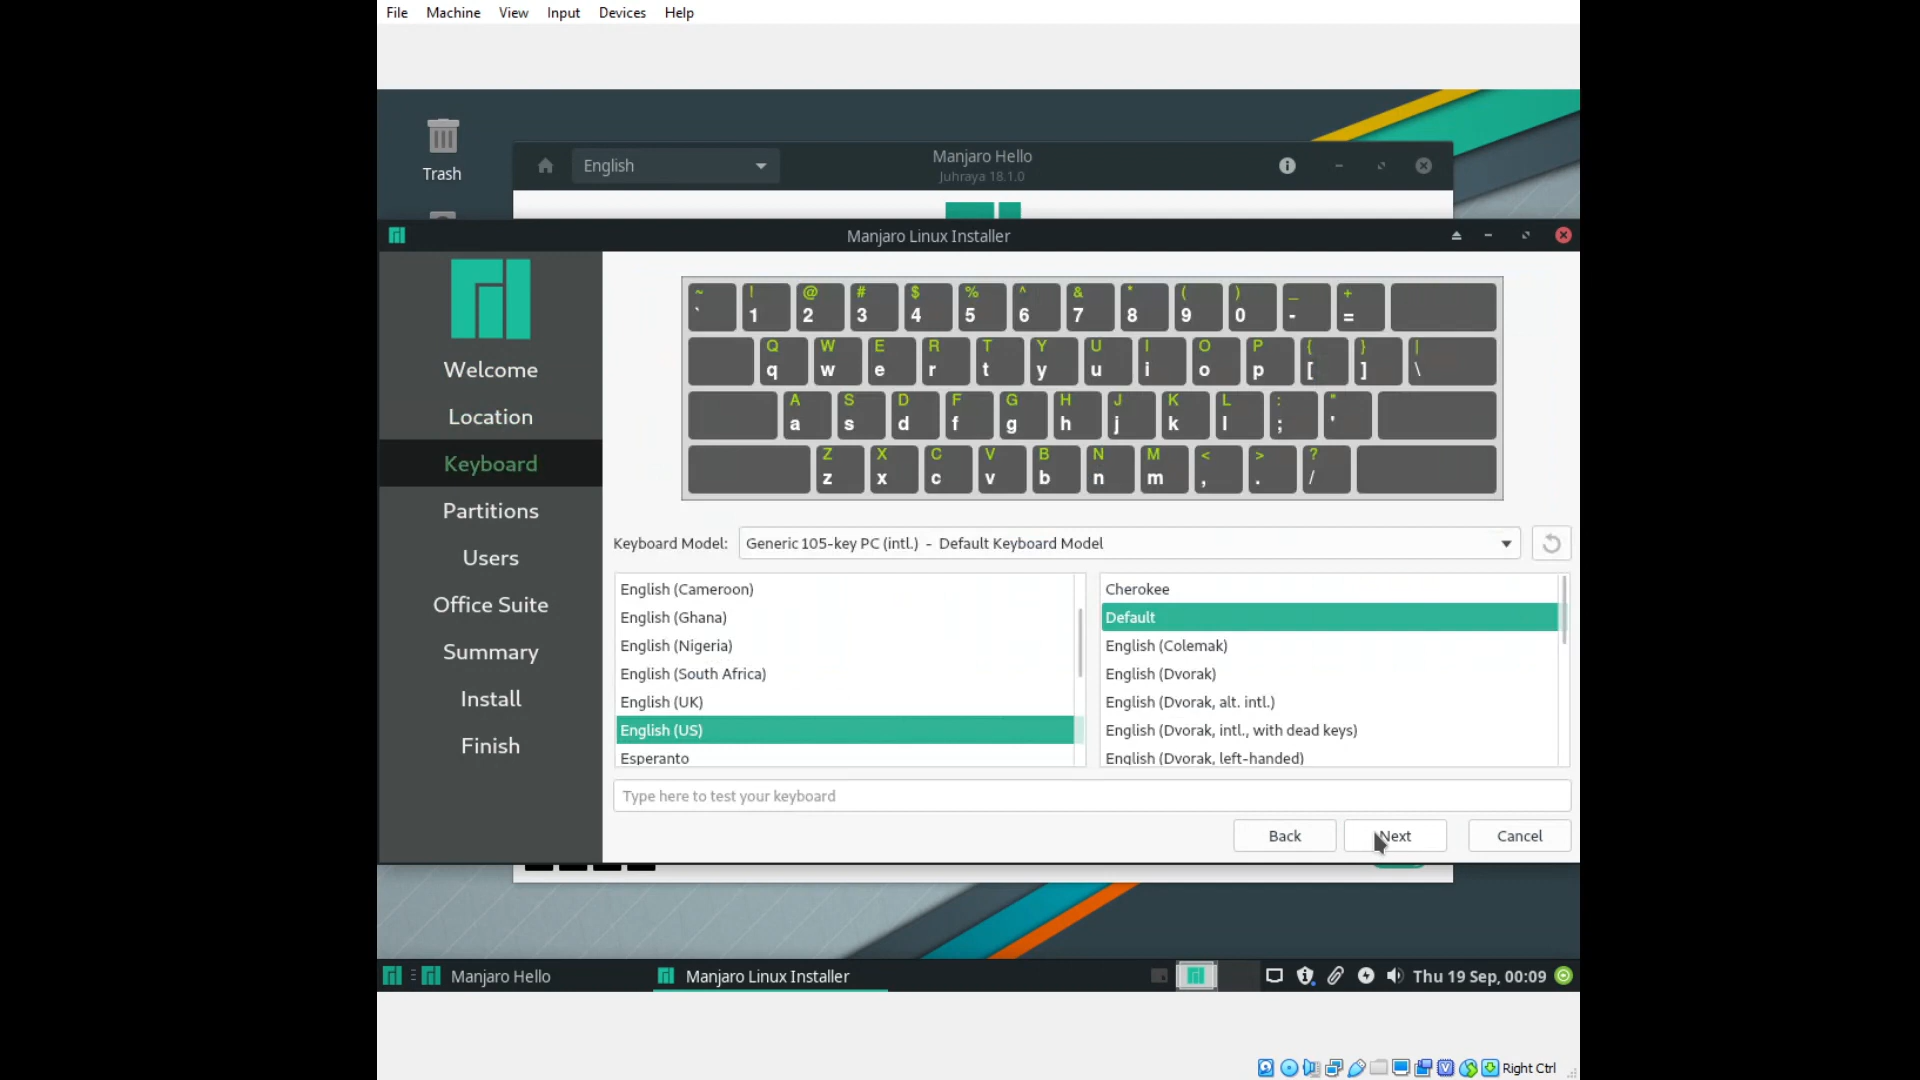 File Machine View Input Devices Help
Trash
English
Manjaro Hello
Juhraya 18.1.0
Manjaro Linux Installer
Welcome
Location
Keyboard
Partitions
Users
Office Suite
Summary
Install
Finish
~ ! @ # $ % ^ & * ( ) _ +
` 1 2 3 4 5 6 7 8 9 0 - =
Q W E R T Y U I O P { } |
q w e r t y u i o p [ ] \
A S D F G H J K L : "
a s d f g h j k l ; '
Z X C V B N M < > ?
z x c v b n m , . /
Keyboard Model: Generic 105-key PC (intl.) - Default Keyboard Model
English (Cameroon)
English (Ghana)
English (Nigeria)
English (South Africa)
English (UK)
English (US)
Esperanto
Cherokee
Default
English (Colemak)
English (Dvorak)
English (Dvorak, alt. intl.)
English (Dvorak, intl., with dead keys)
English (Dvorak, left-handed)
Type here to test your keyboard
Back Next Cancel
Manjaro Hello Manjaro Linux Installer Thu 19 Sep, 00:09
Right Ctrl